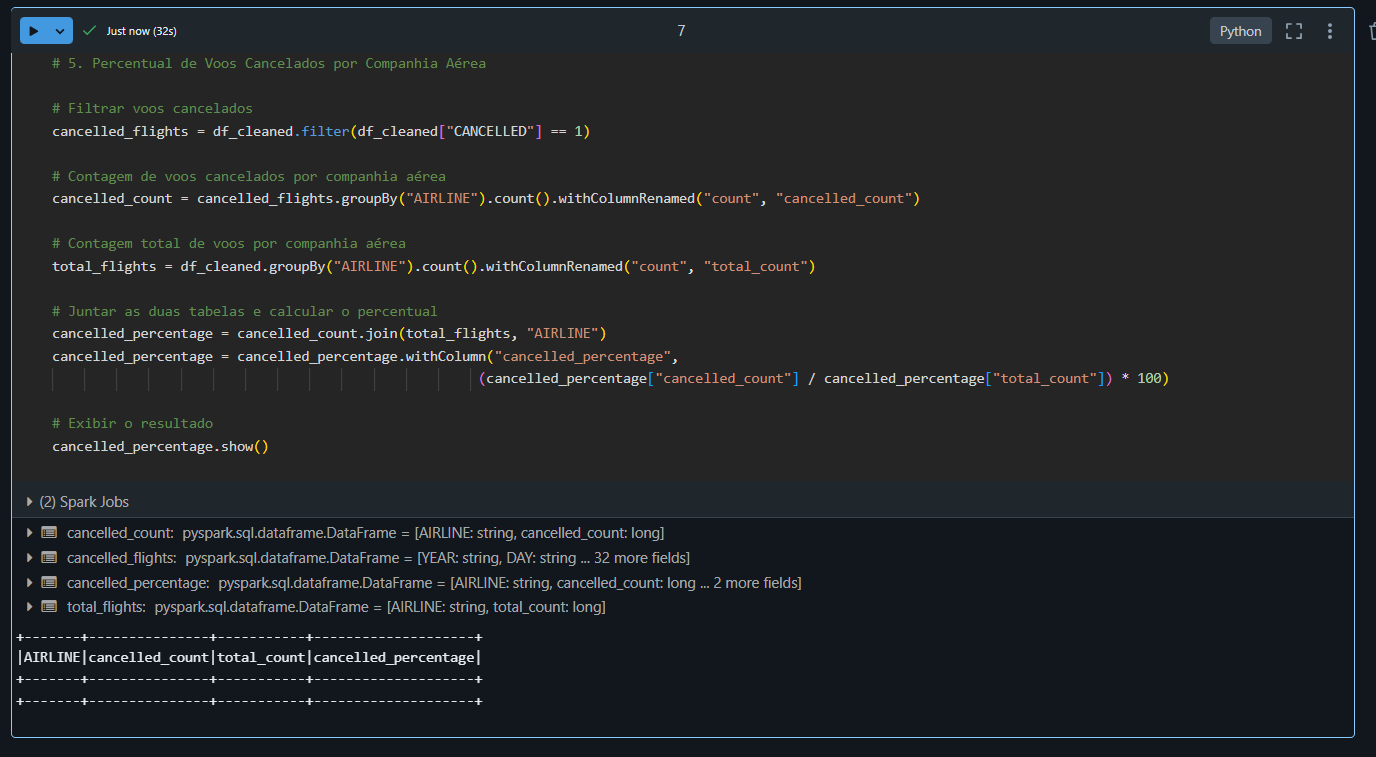 Just now (32s)
7
Python
# 5. Percentual de Voos Cancelados por Companhia Aérea
# Filtrar voos cancelados
cancelled_flights = df_cleaned.filter(df_cleaned["CANCELLED"] == 1)
# Contagem de voos cancelados por companhia aérea
cancelled_count = cancelled_flights.groupBy("AIRLINE").count().withColumnRenamed("count", "cancelled_count")
# Contagem total de voos por companhia aérea
total_flights = df_cleaned.groupBy("AIRLINE").count().withColumnRenamed("count", "total_count")
# Juntar as duas tabelas e calcular o percentual
cancelled_percentage = cancelled_count.join(total_flights, "AIRLINE")
cancelled_percentage = cancelled_percentage.withColumn("cancelled_percentage",
(cancelled_percentage["cancelled_count"] / cancelled_percentage["total_count"]) * 100)
# Exibir o resultado
cancelled_percentage.show()
(2) Spark Jobs
cancelled_count: pyspark.sql.dataframe.DataFrame = [AIRLINE: string, cancelled_count: long]
cancelled_flights: pyspark.sql.dataframe.DataFrame = [YEAR: string, DAY: string ... 32 more fields]
cancelled_percentage: pyspark.sql.dataframe.DataFrame = [AIRLINE: string, cancelled_count: long ... 2 more fields]
total_flights: pyspark.sql.dataframe.DataFrame = [AIRLINE: string, total_count: long]
+-------+---------------+-----------+--------------------+
|AIRLINE|cancelled_count|total_count|cancelled_percentage|
+-------+---------------+-----------+--------------------+
+-------+---------------+-----------+--------------------+